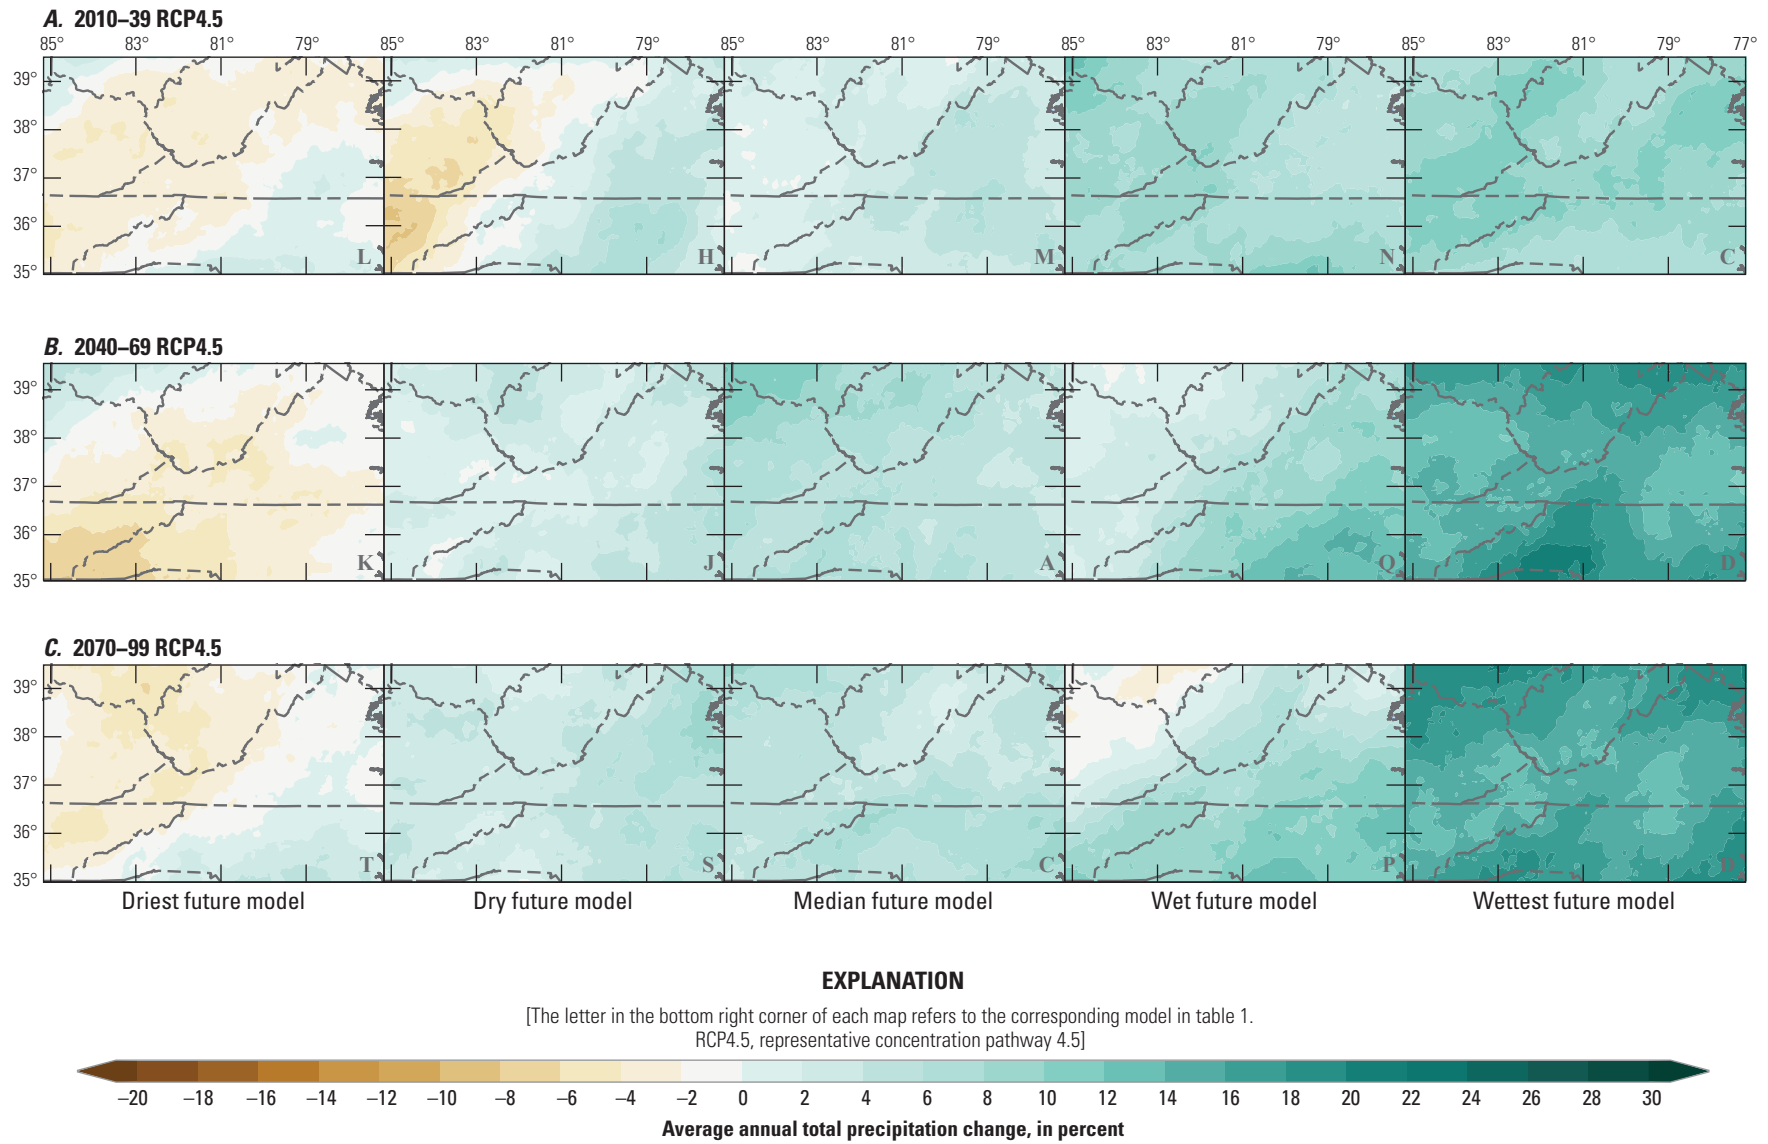 A. 2010–39 RCP4.5
85° 83° 81° 79° 85° 83° 81° 79° 85° 83° 81° 79° 85° 83° 81° 79° 85° 83° 81° 79° 77°
39°
38°
37°
36°
35°
L H M N C
B. 2040–69 RCP4.5
39°
38°
37°
36°
35°
K J A Q D
C. 2070–99 RCP4.5
39°
38°
37°
36°
35°
T S C P
Driest future model Dry future model Median future model Wet future model Wettest future model
EXPLANATION
[The letter in the bottom right corner of each map refers to the corresponding model in table 1.
RCP4.5, representative concentration pathway 4.5]
–20 –18 –16 –14 –12 –10 –8 –6 –4 –2 0 2 4 6 8 10 12 14 16 18 20 22 24 26 28 30
Average annual total precipitation change, in percent